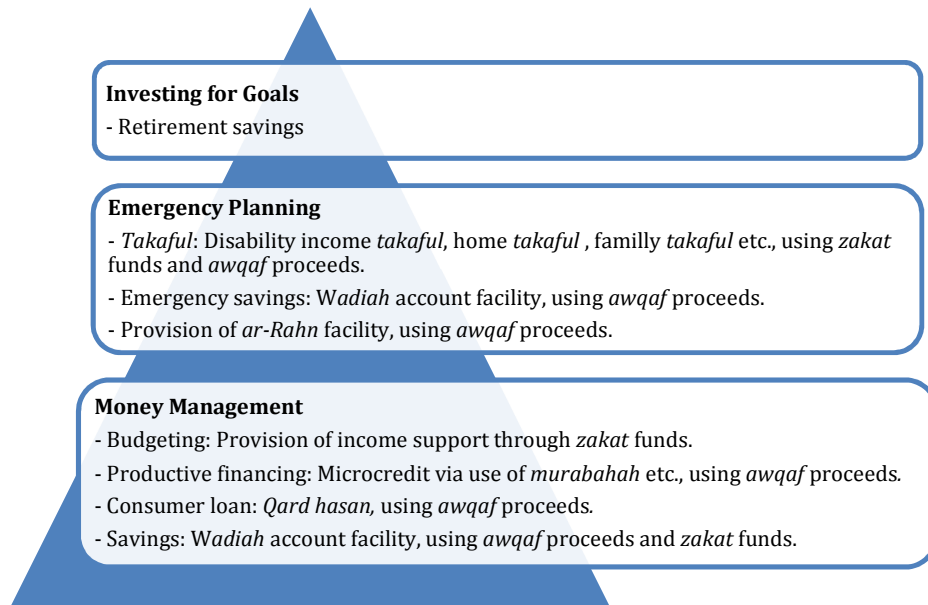 Investing for Goals
- Retirement savings
Emergency Planning
- Takaful: Disability income takaful, home takaful , familly takaful etc., using zakat
funds and awqaf proceeds.
- Emergency savings: Wadiah account facility, using awqaf proceeds.
- Provision of ar-Rahn facility, using awqaf proceeds.
Money Management
- Budgeting: Provision of income support through zakat funds.
- Productive financing: Microcredit via use of murabahah etc., using awqaf proceeds.
- Consumer loan: Qard hasan, using awqaf proceeds.
- Savings: Wadiah account facility, using awqaf proceeds and zakat funds.